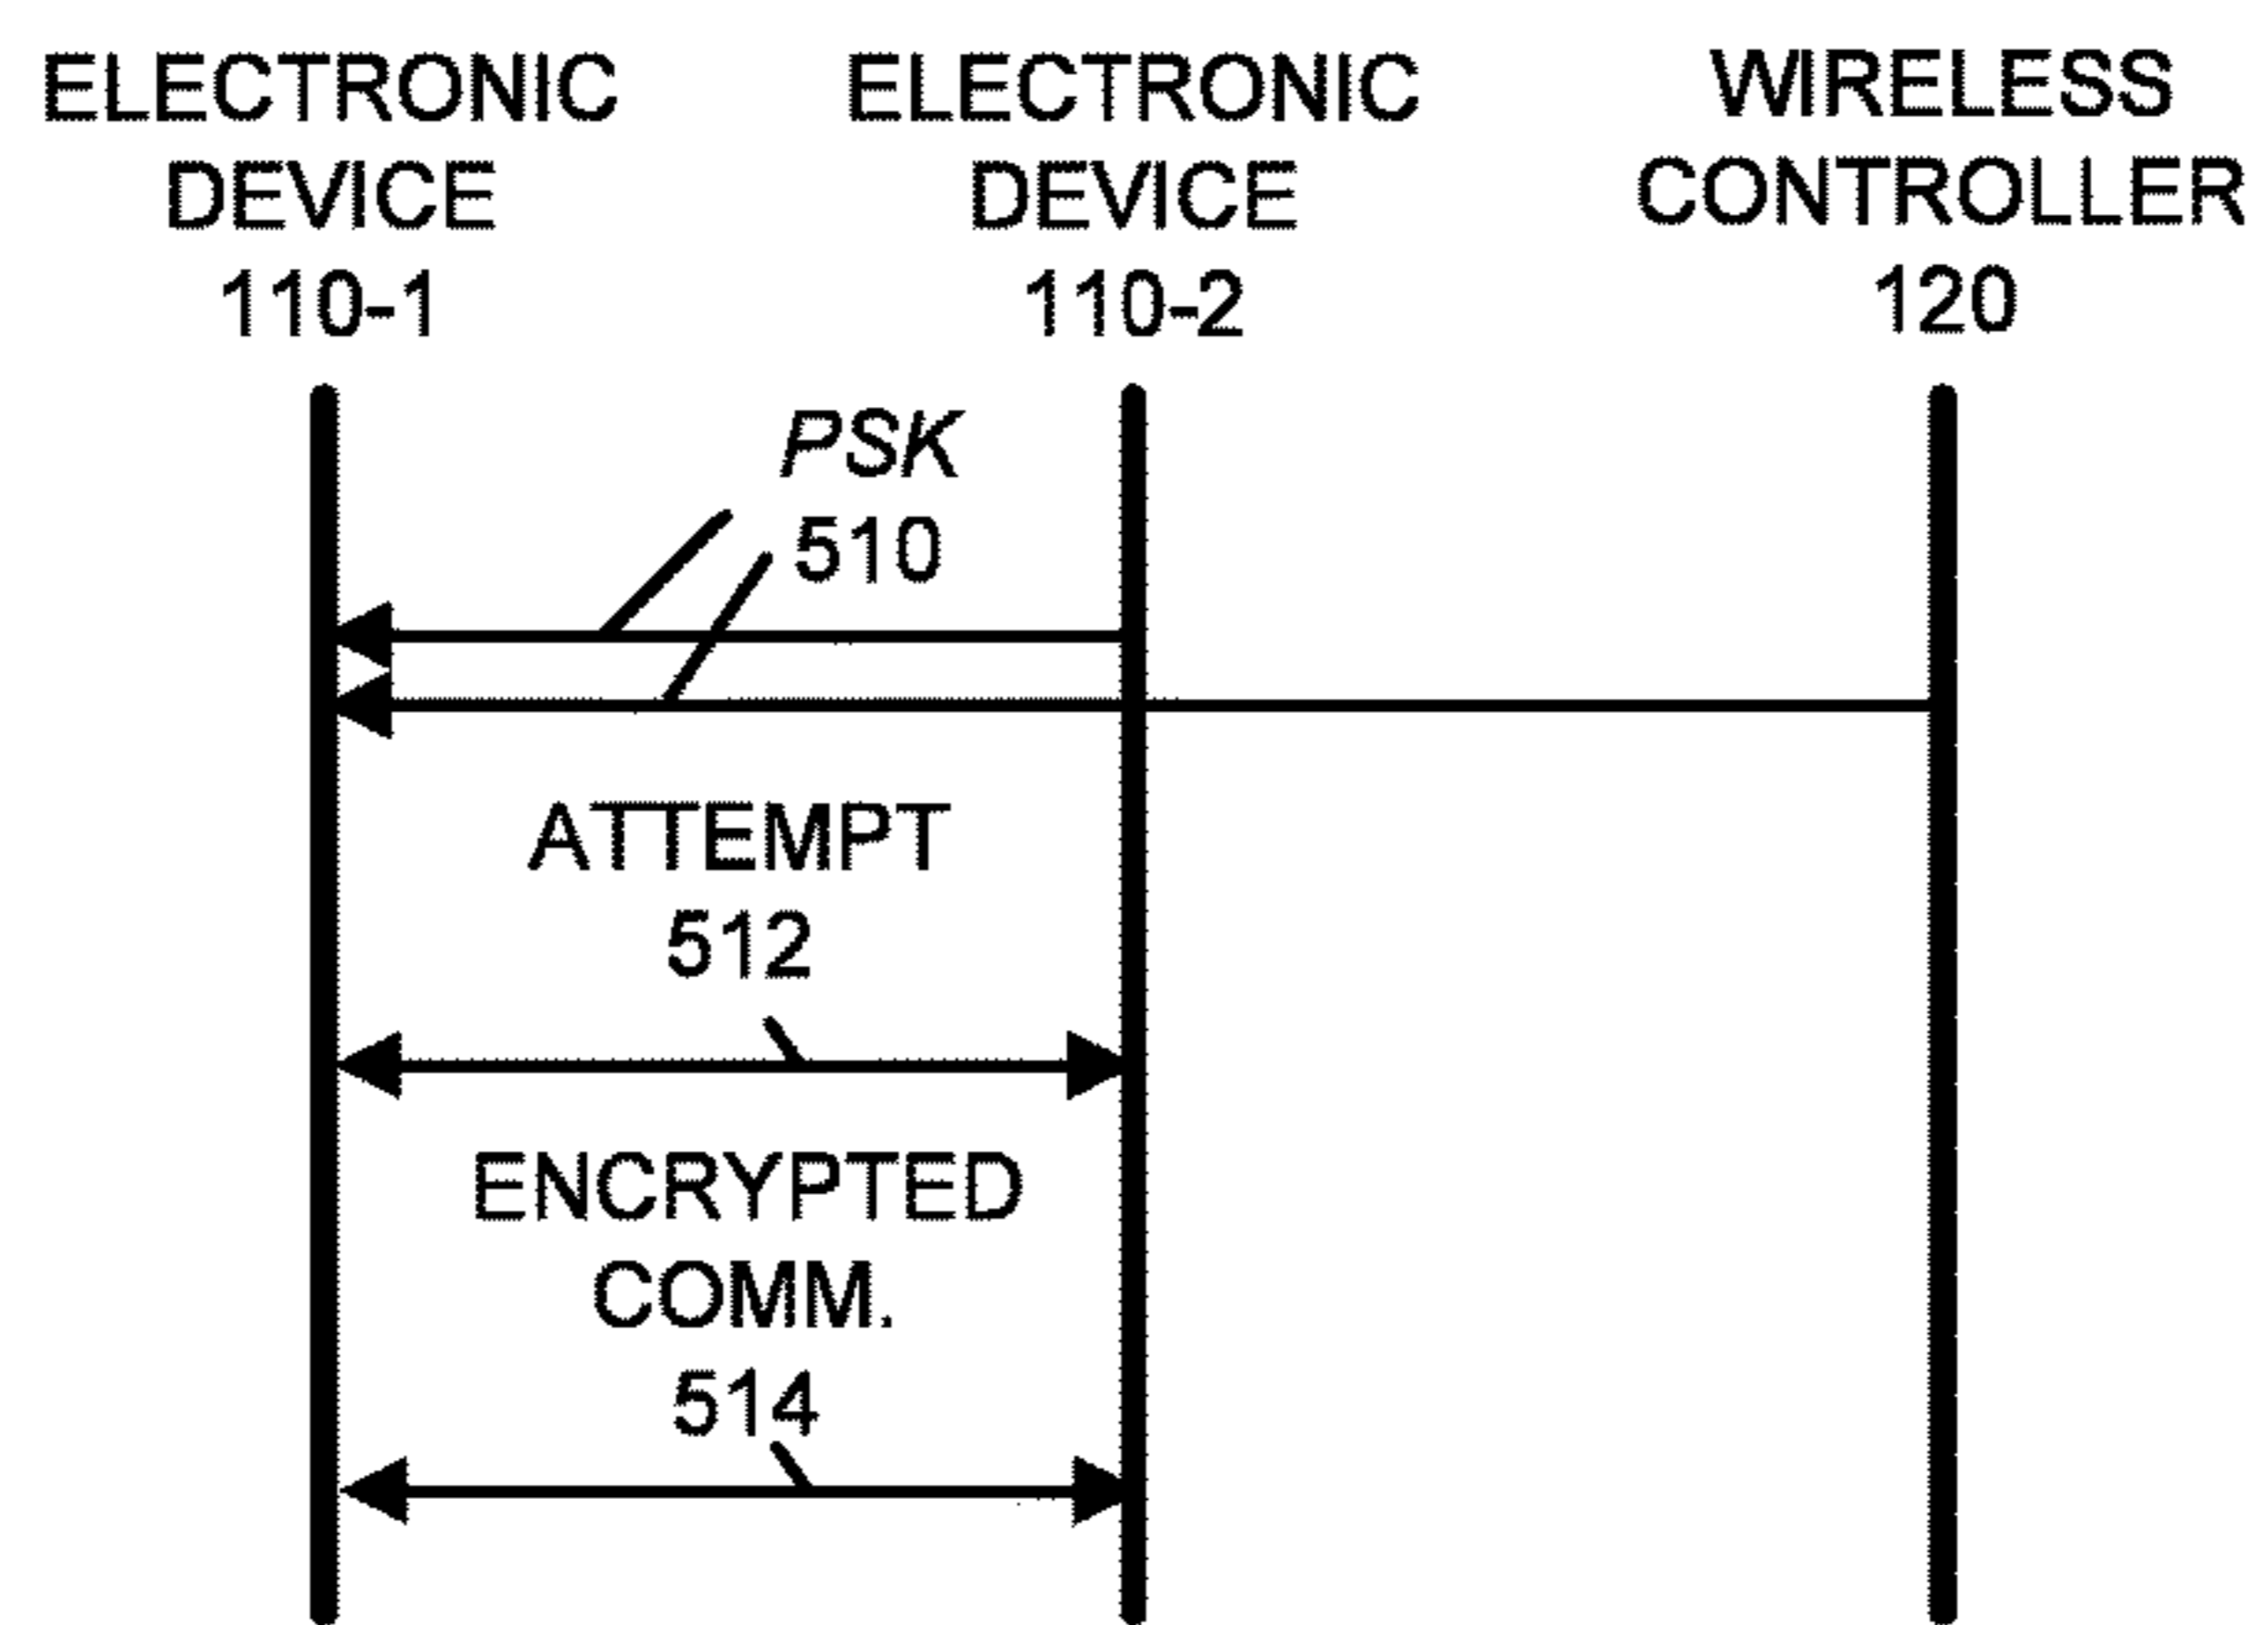 ELECTRONIC
DEVICE
110-1
ELECTRONIC
DEVICE
110-2
WIRELESS
CONTROLLER
120
PSK
510
ATTEMPT
512
ENCRYPTED
COMM.
514